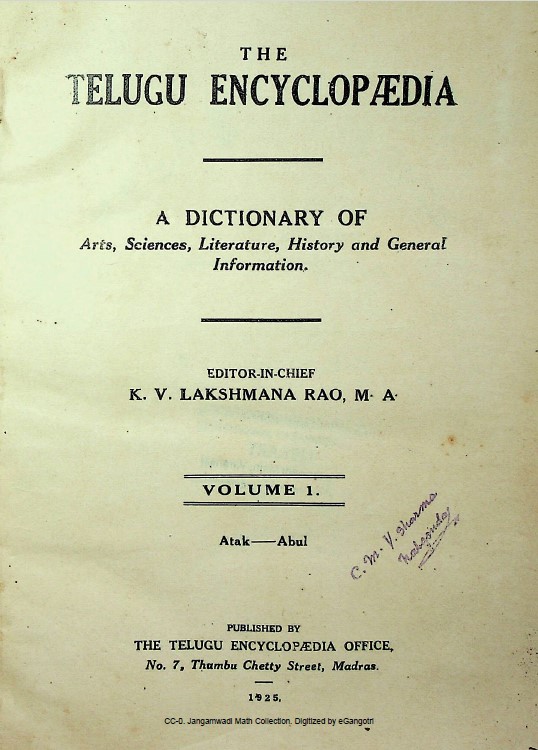 THE
TELUGU ENCYCLOPÆDIA
A DICTIONARY OF
Arts, Sciences, Literature, History and General
Information.
EDITOR-IN-CHIEF
K. V. LAKSHMANA RAO, M. A.
VOLUME 1.
Atak—Abul
C. M. V. Sharma
PUBLISHED BY
THE TELUGU ENCYCLOPÆDIA OFFICE,
No. 7, Thambu Chetty Street, Madras.
1925.
CC-0. Jangamwadi Math Collection. Digitized by eGangotri